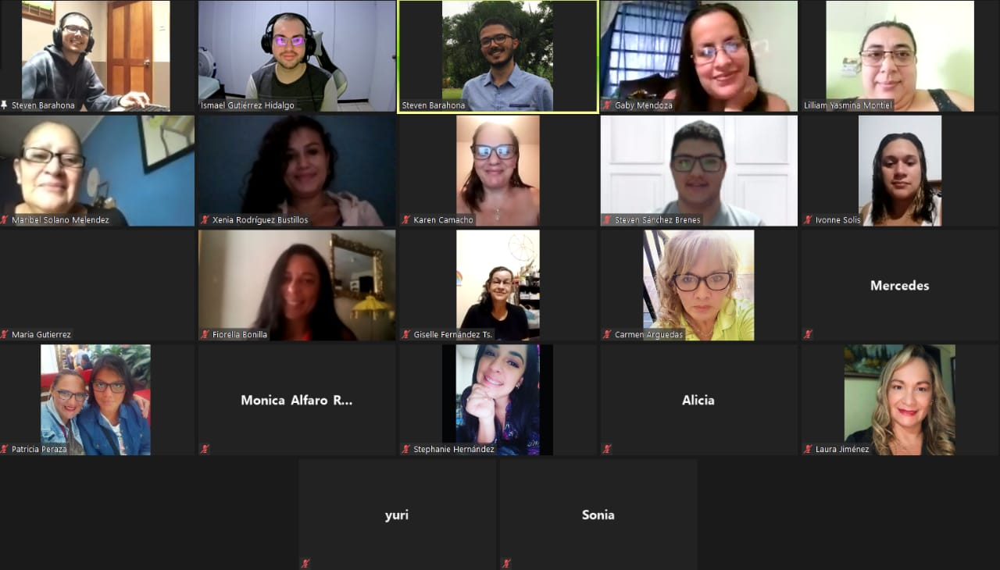 Steven Barahona
Ismael Gutiérrez Hidalgo
Steven Barahona
Gaby Mendoza
Lilliam Yasmina Montiel
Maribel Solano Melendez
Xenia Rodríguez Bustillos
Karen Camacho
Steven Sánchez Brenes
Ivonne Solis
Maria Gutierrez
Fiorella Bonilla
Giselle Fernández Ts.
Carmen Arguedas
Mercedes
Patricia Peraza
Monica Alfaro R...
Stephanie Hernández
Alicia
Laura Jiménez
yuri
Sonia